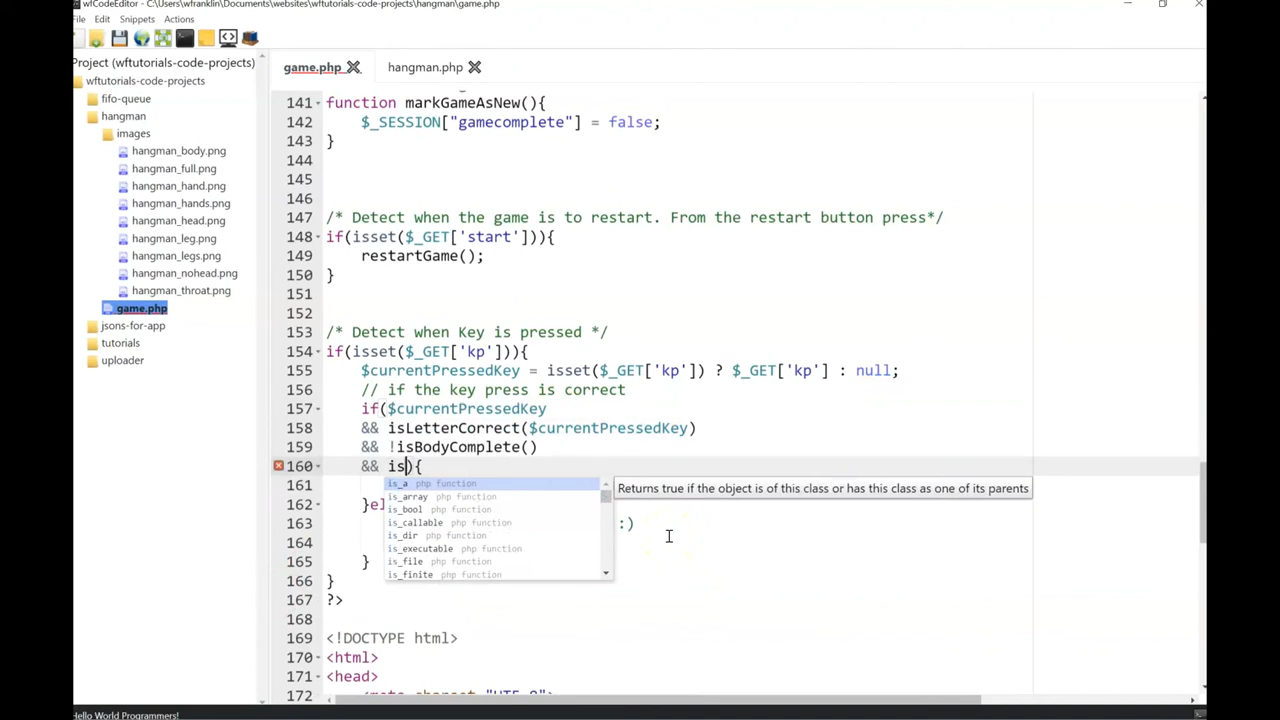 wfCodeEditor - C:\Users\wfranklin\Documents\websites\wftutorials-code-projects\hangman\game.php
File Edit Snippets Actions
Project (wftutorials-code-projects)
wftutorials-code-projects
fifo-queue
hangman
images
hangman_body.png
hangman_full.png
hangman_hand.png
hangman_hands.png
hangman_head.png
hangman_leg.png
hangman_legs.png
hangman_nohead.png
hangman_throat.png
game.php
jsons-for-app
tutorials
uploader
game.php hangman.php
141 function markGameAsNew(){
142 $_SESSION["gamecomplete"] = false;
143 }
144
145
146
147 /* Detect when the game is to restart. From the restart button press*/
148 if(isset($_GET['start'])){
149 restartGame();
150 }
151
152
153 /* Detect when Key is pressed */
154 if(isset($_GET['kp'])){
155 $currentPressedKey = isset($_GET['kp']) ? $_GET['kp'] : null;
156 // if the key press is correct
157 if($currentPressedKey
158 && isLetterCorrect($currentPressedKey)
159 && !isBodyComplete()
160 && is){
161
162 }el
163 :)
164
165 }
166 }
167 ?>
168
169 <!DOCTYPE html>
170 <html>
171 <head>
172 <meta charset="UTF-8">
is_a php function
is_array php function
is_bool php function
is_callable php function
is_dir php function
is_executable php function
is_file php function
is_finite php function
Returns true if the object is of this class or has this class as one of its parents
Hello World Programmers!